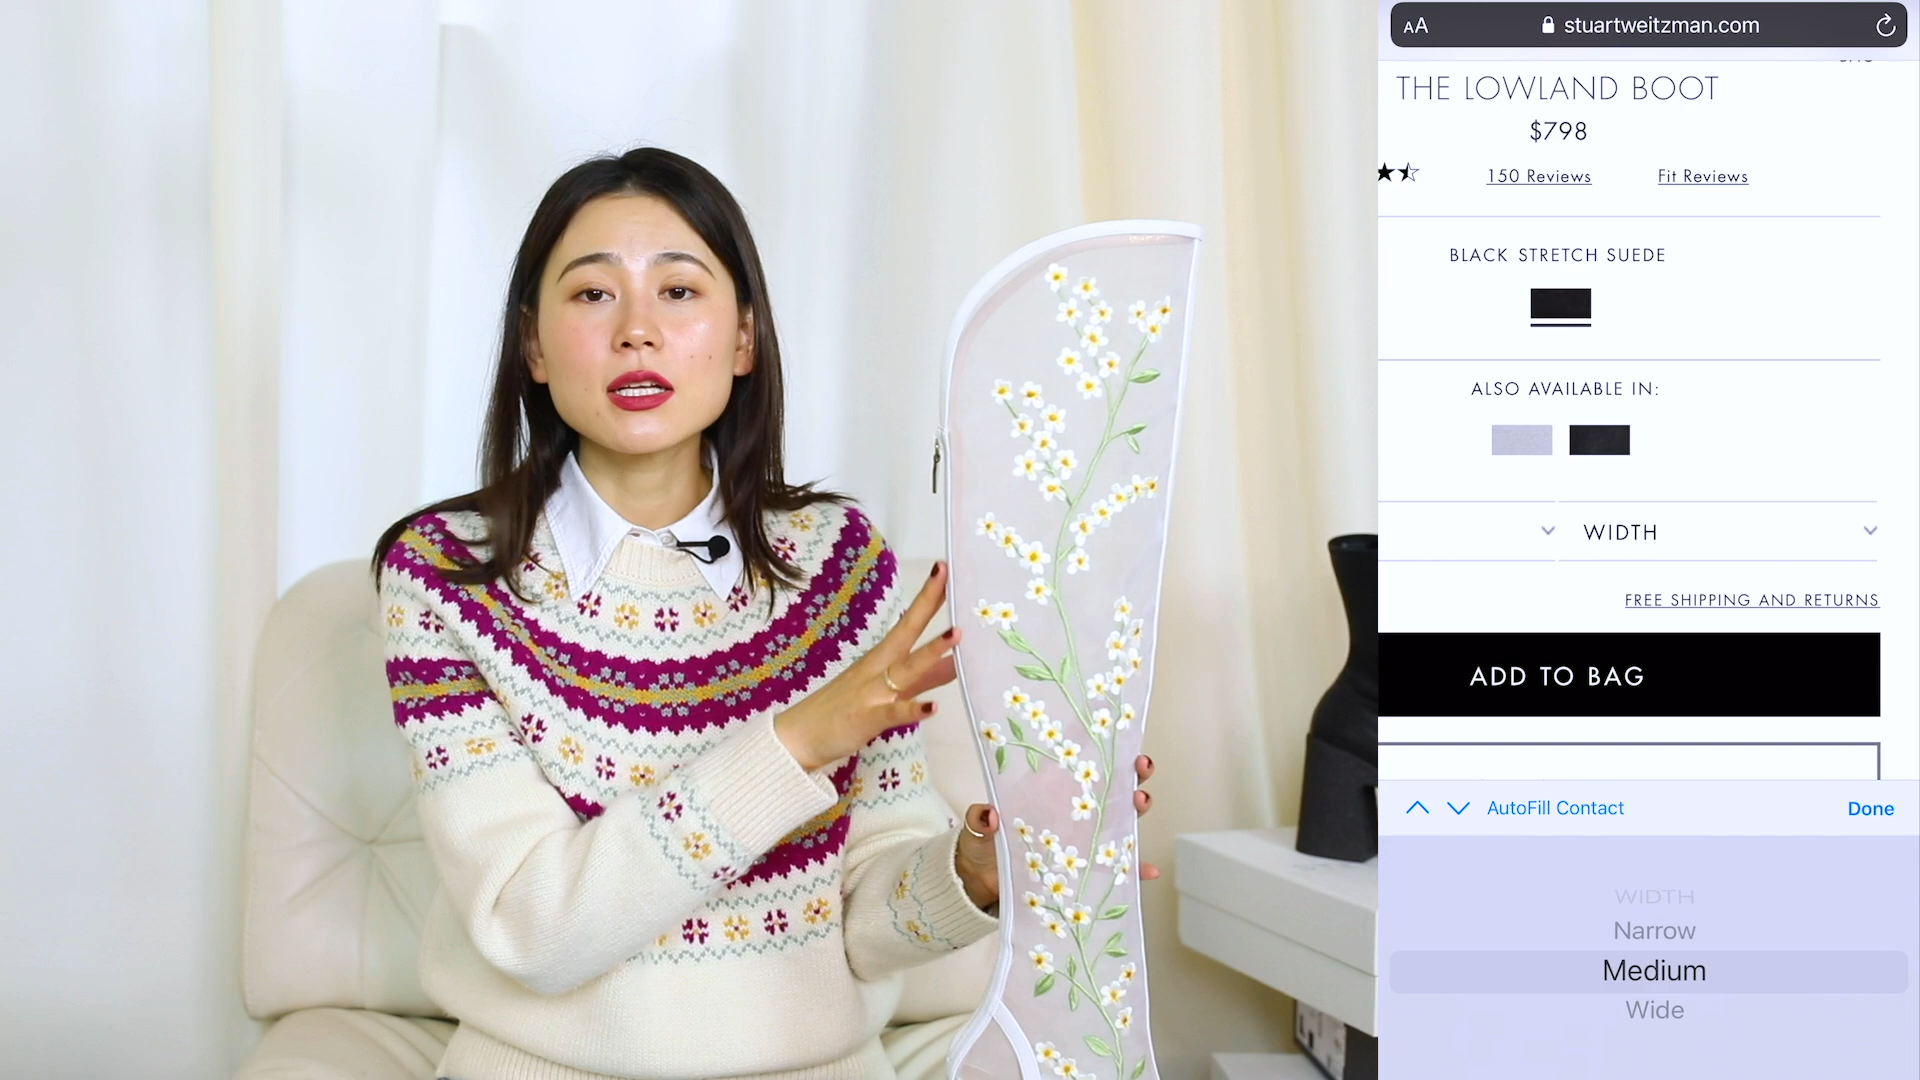 AA stuartweitzman.com
THE LOWLAND BOOT
$798
150 Reviews Fit Reviews
BLACK STRETCH SUEDE
ALSO AVAILABLE IN:
WIDTH
FREE SHIPPING AND RETURNS
ADD TO BAG
AutoFill Contact Done
WIDTH
Narrow
Medium
Wide